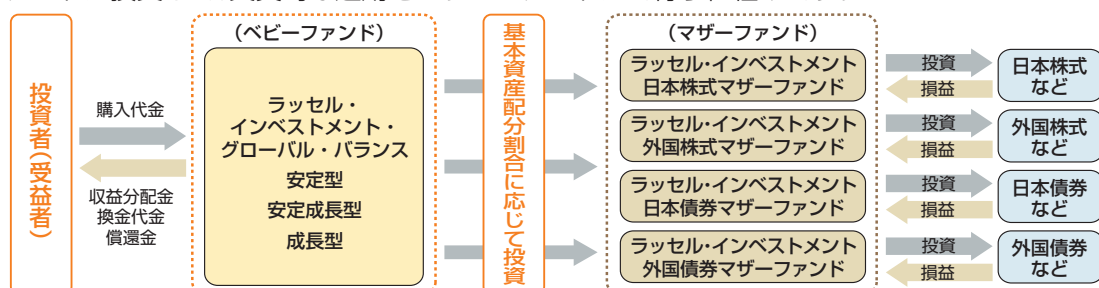 (ベビーファンド)
(マザーファンド)
投資者(受益者)
購入代金
収益分配金
換金代金
償還金
ラッセル・
インベストメント・
グローバル・バランス
安定型
安定成長型
成長型
基本資産配分割合に応じて投資
ラッセル・インベストメント
日本株式マザーファンド
投資
損益
日本株式
など
ラッセル・インベストメント
外国株式マザーファンド
投資
損益
外国株式
など
ラッセル・インベストメント
日本債券マザーファンド
投資
損益
日本債券
など
ラッセル・インベストメント
外国債券マザーファンド
投資
損益
外国債券
など